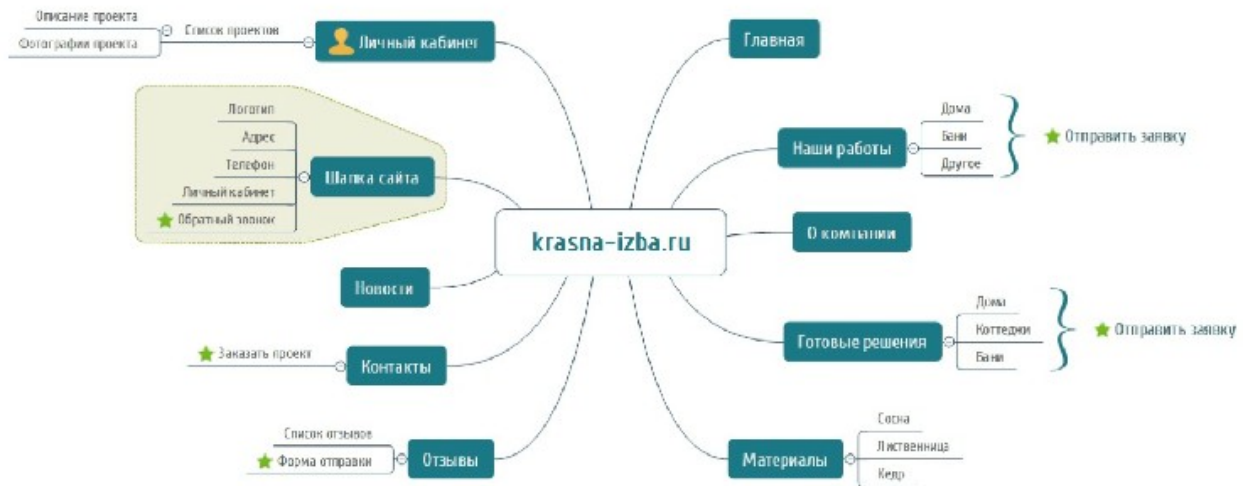 Описание проекта
Фотографии проекта
Список проектов
Личный кабинет
Логотип
Адрес
Телефон
Личный кабинет
Обратный звонок
Шапка сайта
Новости
Заказать проект
Контакты
Список отзывов
Форма отправки
Отзывы
krasna-izba.ru
Главная
Наши работы
Дома
Бани
Другое
Отправить заявку
О компании
Готовые решения
Дома
Коттеджи
Бани
Отправить заявку
Материалы
Сосна
Лиственница
Кедр